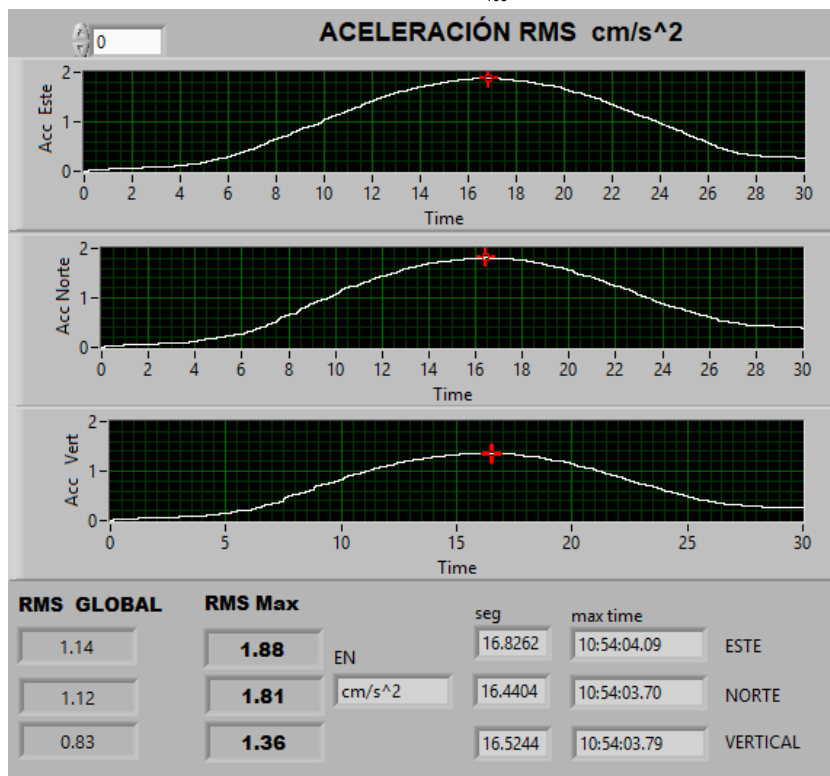 0
ACELERACIÓN RMS cm/s^2
Acc Este
2
1
0
0 2 4 6 8 10 12 14 16 18 20 22 24 26 28 30
Time
Acc Norte
2
1
0
0 2 4 6 8 10 12 14 16 18 20 22 24 26 28 30
Time
Acc Vert
2
1
0
0 5 10 15 20 25 30
Time
RMS GLOBAL RMS Max seg max time
1.14 1.88 EN 16.8262 10:54:04.09 ESTE
1.12 1.81 cm/s^2 16.4404 10:54:03.70 NORTE
0.83 1.36 16.5244 10:54:03.79 VERTICAL